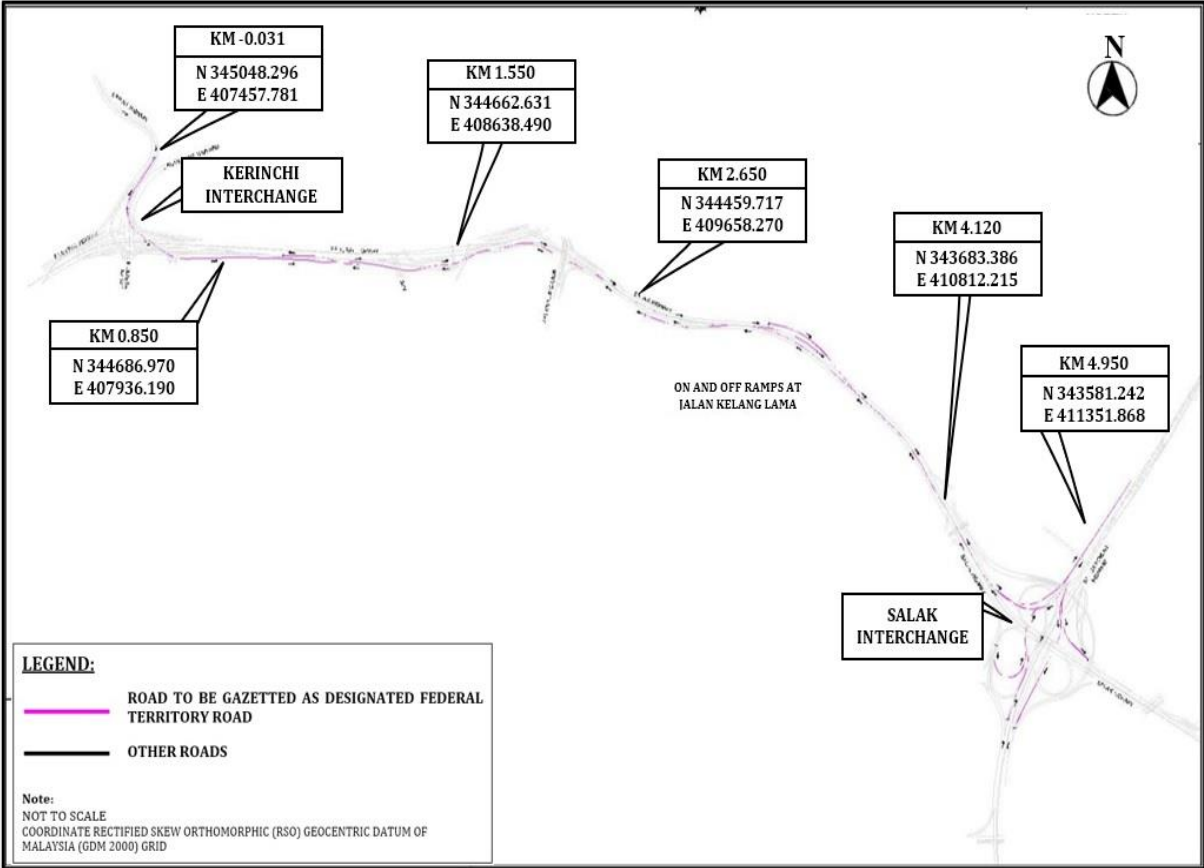 KM -0.031
N 345048.296
E 407457.781
KM 1.550
N 344662.631
E 408638.490
N
KERINCHI
INTERCHANGE
KM 2.650
N 344459.717
E 409658.270
KM 4.120
N 343683.386
E 410812.215
KM 0.850
N 344686.970
E 407936.190
KM 4.950
N 343581.242
E 411351.868
ON AND OFF RAMPS AT
JALAN KELANG LAMA
SALAK
INTERCHANGE
LEGEND:
ROAD TO BE GAZETTED AS DESIGNATED FEDERAL
TERRITORY ROAD
OTHER ROADS
Note:
NOT TO SCALE
COORDINATE RECTIFIED SKEW ORTHOMORPHIC (RSO) GEOCENTRIC DATUM OF
MALAYSIA (GDM 2000) GRID